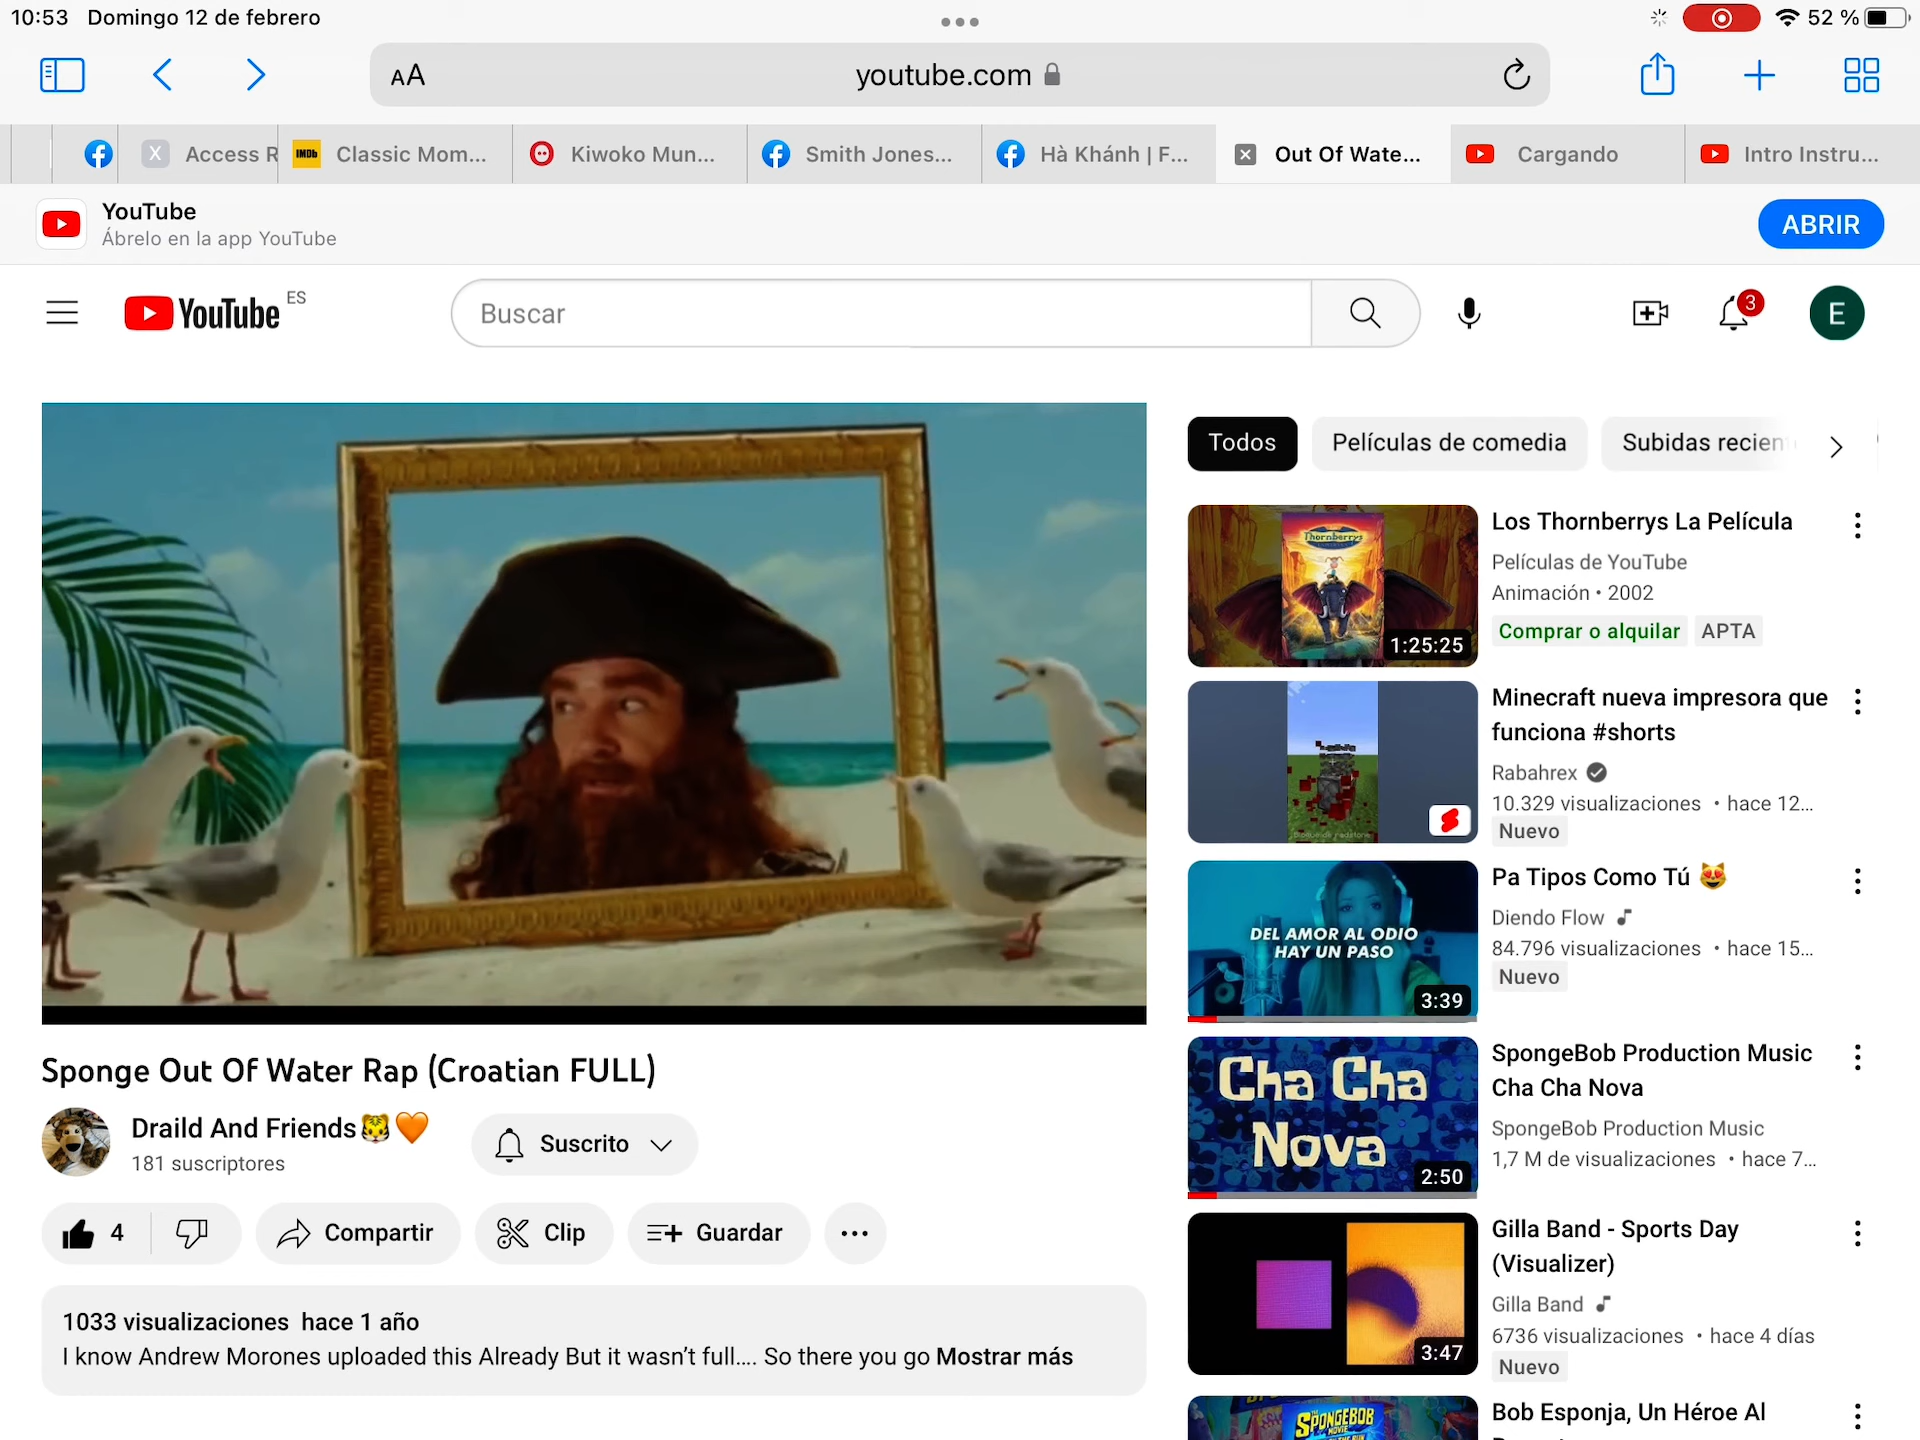 10:53 Domingo 12 de febrero
52 %
AA
youtube.com
Access R
IMDb
Classic Mom...
Kiwoko Mun...
Smith Jones...
Hà Khánh | F...
Out Of Wate...
Cargando
Intro Instru...
YouTube
Ábrelo en la app YouTube
ABRIR
YouTube ES
Buscar
3
E
Todos
Películas de comedia
Subidas recien
Thornberrys
1:25:25
Los Thornberrys La Película
Películas de YouTube
Animación • 2002
Comprar o alquilar APTA
Minecraft nueva impresora que
funciona #shorts
Rabahrex
10.329 visualizaciones • hace 12...
Nuevo
DEL AMOR AL ODIO
HAY UN PASO
3:39
Pa Tipos Como Tú 😻
Diendo Flow
84.796 visualizaciones • hace 15...
Nuevo
Cha Cha
Nova
2:50
SpongeBob Production Music
Cha Cha Nova
SpongeBob Production Music
1,7 M de visualizaciones • hace 7...
3:47
Gilla Band - Sports Day
(Visualizer)
Gilla Band
6736 visualizaciones • hace 4 días
Nuevo
SPONGEBOB
MOVIE
Bob Esponja, Un Héroe Al
Sponge Out Of Water Rap (Croatian FULL)
Draild And Friends🐯🧡
181 suscriptores
Suscrito
4
Compartir
Clip
Guardar
1033 visualizaciones hace 1 año
I know Andrew Morones uploaded this Already But it wasn't full.... So there you go Mostrar más